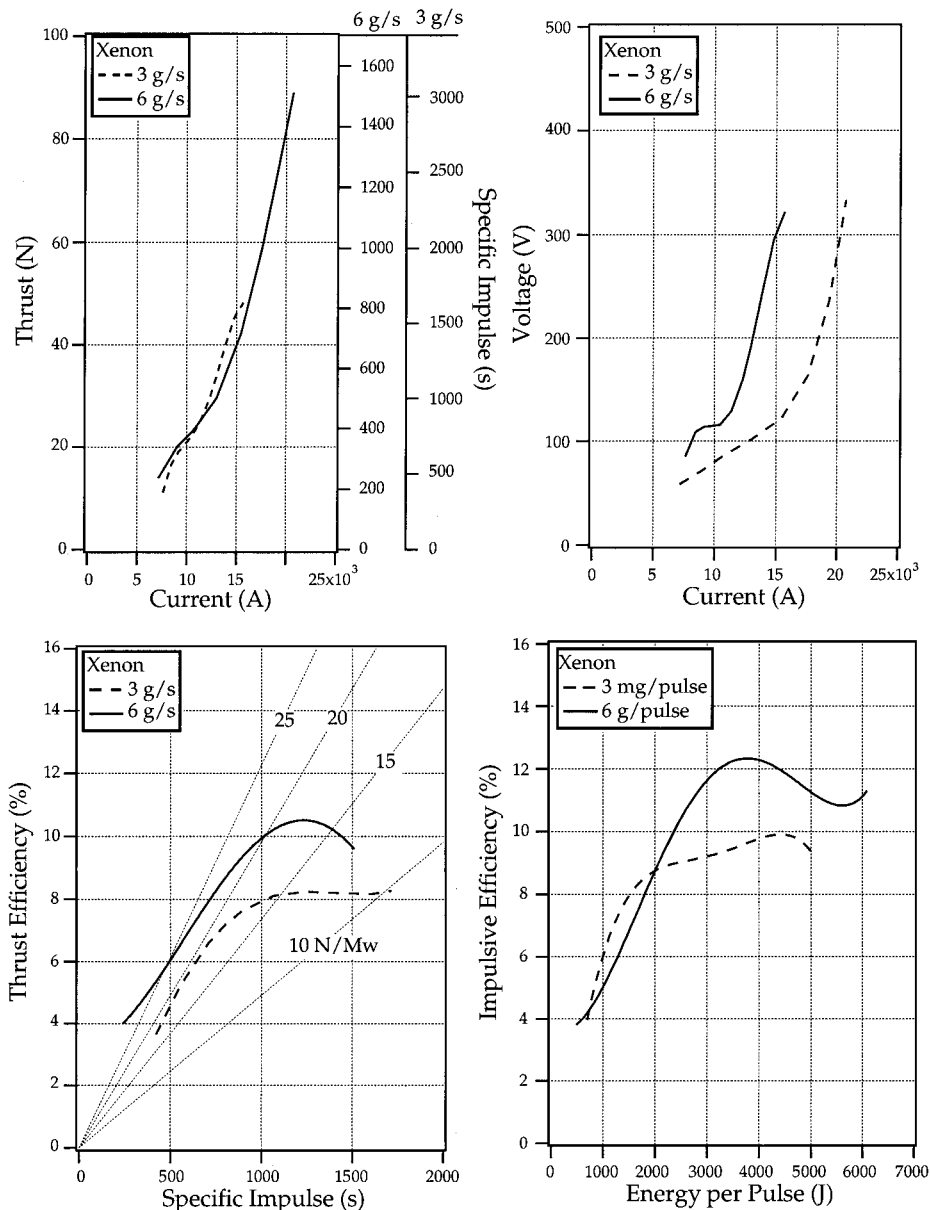 6 g/s 3 g/s
100
80
60
40
20
0
Thrust (N)
Xenon
3 g/s
6 g/s
1600
1400
1200
1000
800
600
400
200
0
3000
2500
2000
1500
1000
500
0
Specific Impulse (s)
0 5 10 15 25x10³
Current (A)
500
400
300
200
100
0
Voltage (V)
Xenon
3 g/s
6 g/s
0 5 10 15 20 25x10³
Current (A)
16
14
12
10
8
6
4
2
0
Thrust Efficiency (%)
Xenon
3 g/s
6 g/s
25
20
15
10 N/Mw
0 500 1000 1500 2000
Specific Impulse (s)
16
14
12
10
8
6
4
2
0
Impulsive Efficiency (%)
Xenon
3 mg/pulse
6 g/pulse
0 1000 2000 3000 4000 5000 6000 7000
Energy per Pulse (J)